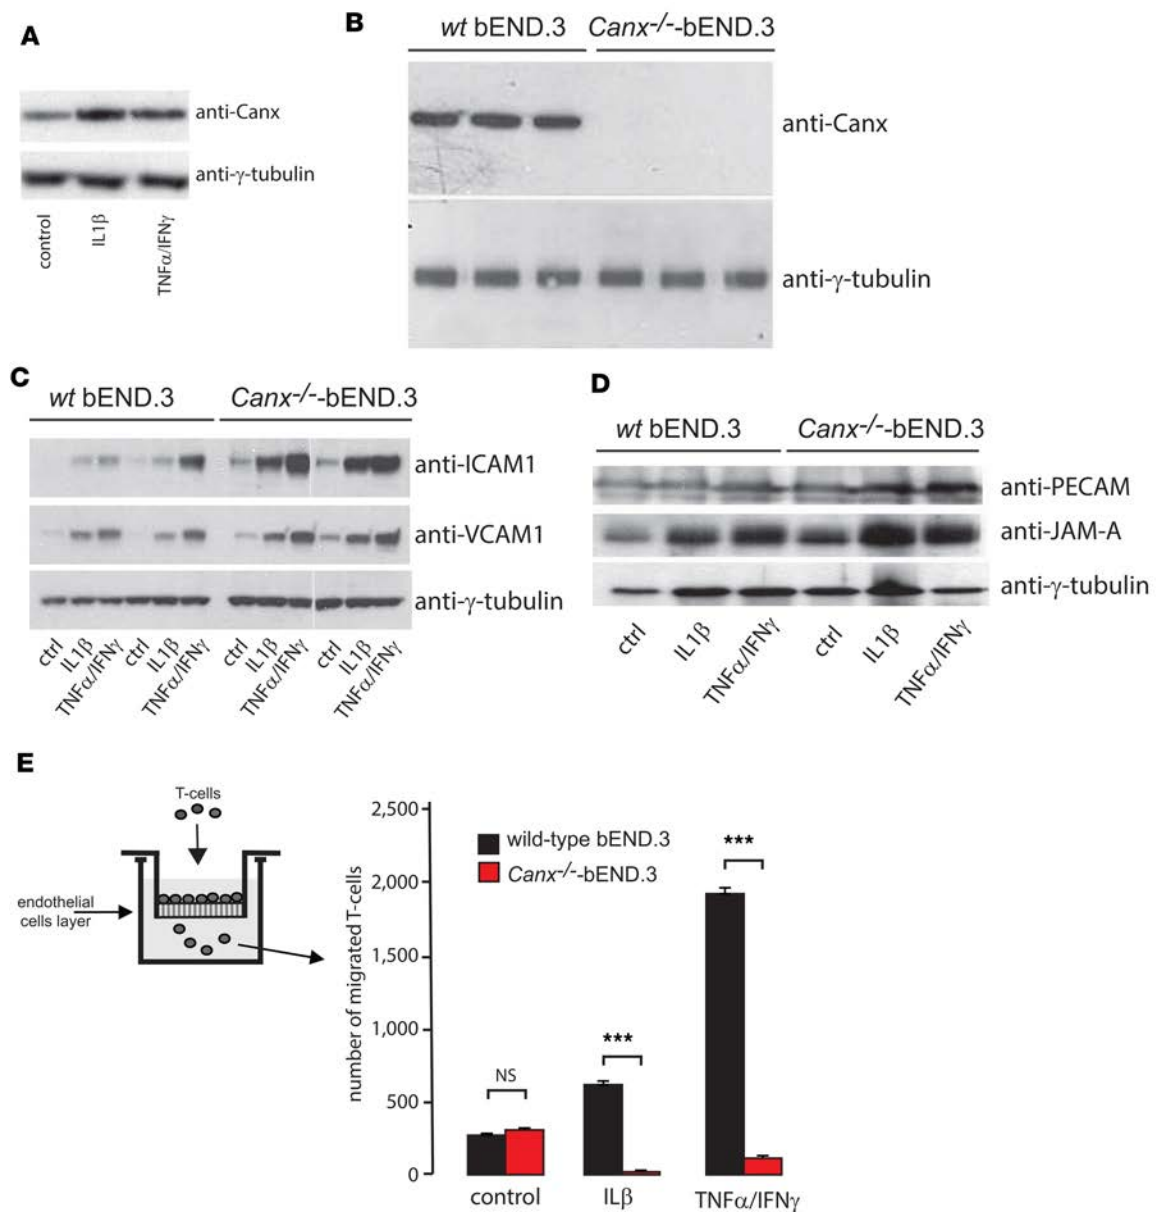 A
anti-Canx
anti-γ-tubulin
control
IL1β
TNFα/IFNγ
B
wt bEND.3 Canx-/--bEND.3
anti-Canx
anti-γ-tubulin
C
wt bEND.3 Canx-/--bEND.3
anti-ICAM1
anti-VCAM1
anti-γ-tubulin
ctrl IL1β TNFα/IFNγ ctrl IL1β TNFα/IFNγ ctrl IL1β TNFα/IFNγ ctrl IL1β TNFα/IFNγ
D
wt bEND.3 Canx-/--bEND.3
anti-PECAM
anti-JAM-A
anti-γ-tubulin
ctrl IL1β TNFα/IFNγ ctrl IL1β TNFα/IFNγ
E
T-cells
endothelial
cells layer
number of migrated T-cells
2,500
2,000
1,500
1,000
500
0
wild-type bEND.3
Canx-/--bEND.3
NS
***
***
control ILβ TNFα/IFNγ